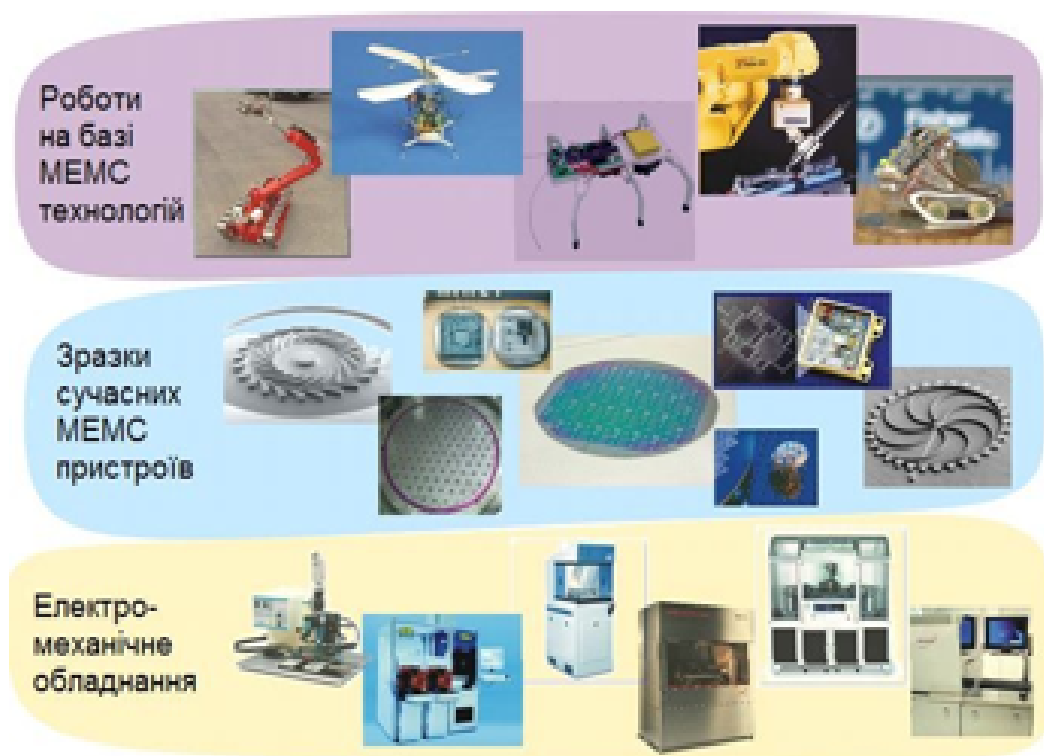 Роботи
на базі
МЕМС
технологій
Зразки
сучасних
МЕМС
пристроїв
Електро-
механічне
обладнання